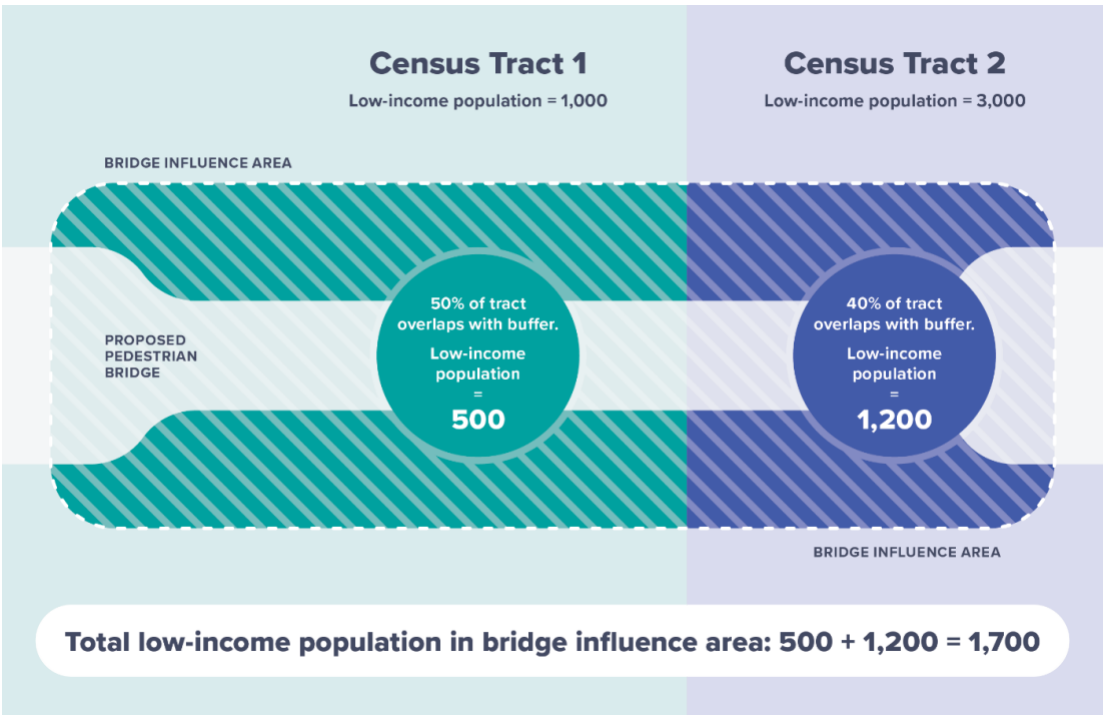 Census Tract 1
Low-income population = 1,000
Census Tract 2
Low-income population = 3,000
BRIDGE INFLUENCE AREA
PROPOSED
PEDESTRIAN
BRIDGE
50% of tract
overlaps with buffer.
Low-income
population
=
500
40% of tract
overlaps with buffer.
Low-income
population
=
1,200
BRIDGE INFLUENCE AREA
Total low-income population in bridge influence area: 500 + 1,200 = 1,700